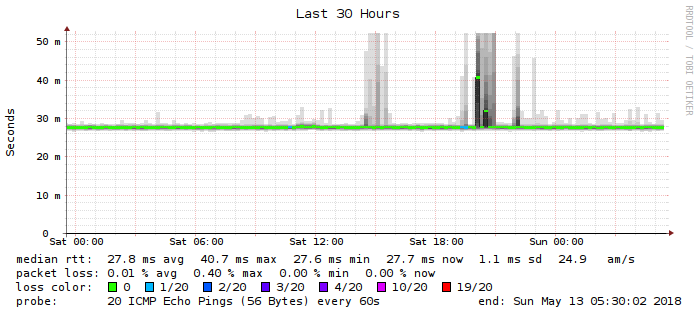 Last 30 Hours
RRDTOOL / TOBI OETIKER
Seconds
50 m
40 m
30 m
20 m
10 m
0
Sat 00:00 Sat 06:00 Sat 12:00 Sat 18:00 Sun 00:00
median rtt: 27.8 ms avg 40.7 ms max 27.6 ms min 27.7 ms now 1.1 ms sd 24.9 am/s
packet loss: 0.01 % avg 0.40 % max 0.00 % min 0.00 % now
loss color: 0 1/20 2/20 3/20 4/20 10/20 19/20
probe: 20 ICMP Echo Pings (56 Bytes) every 60s end: Sun May 13 05:30:02 2018